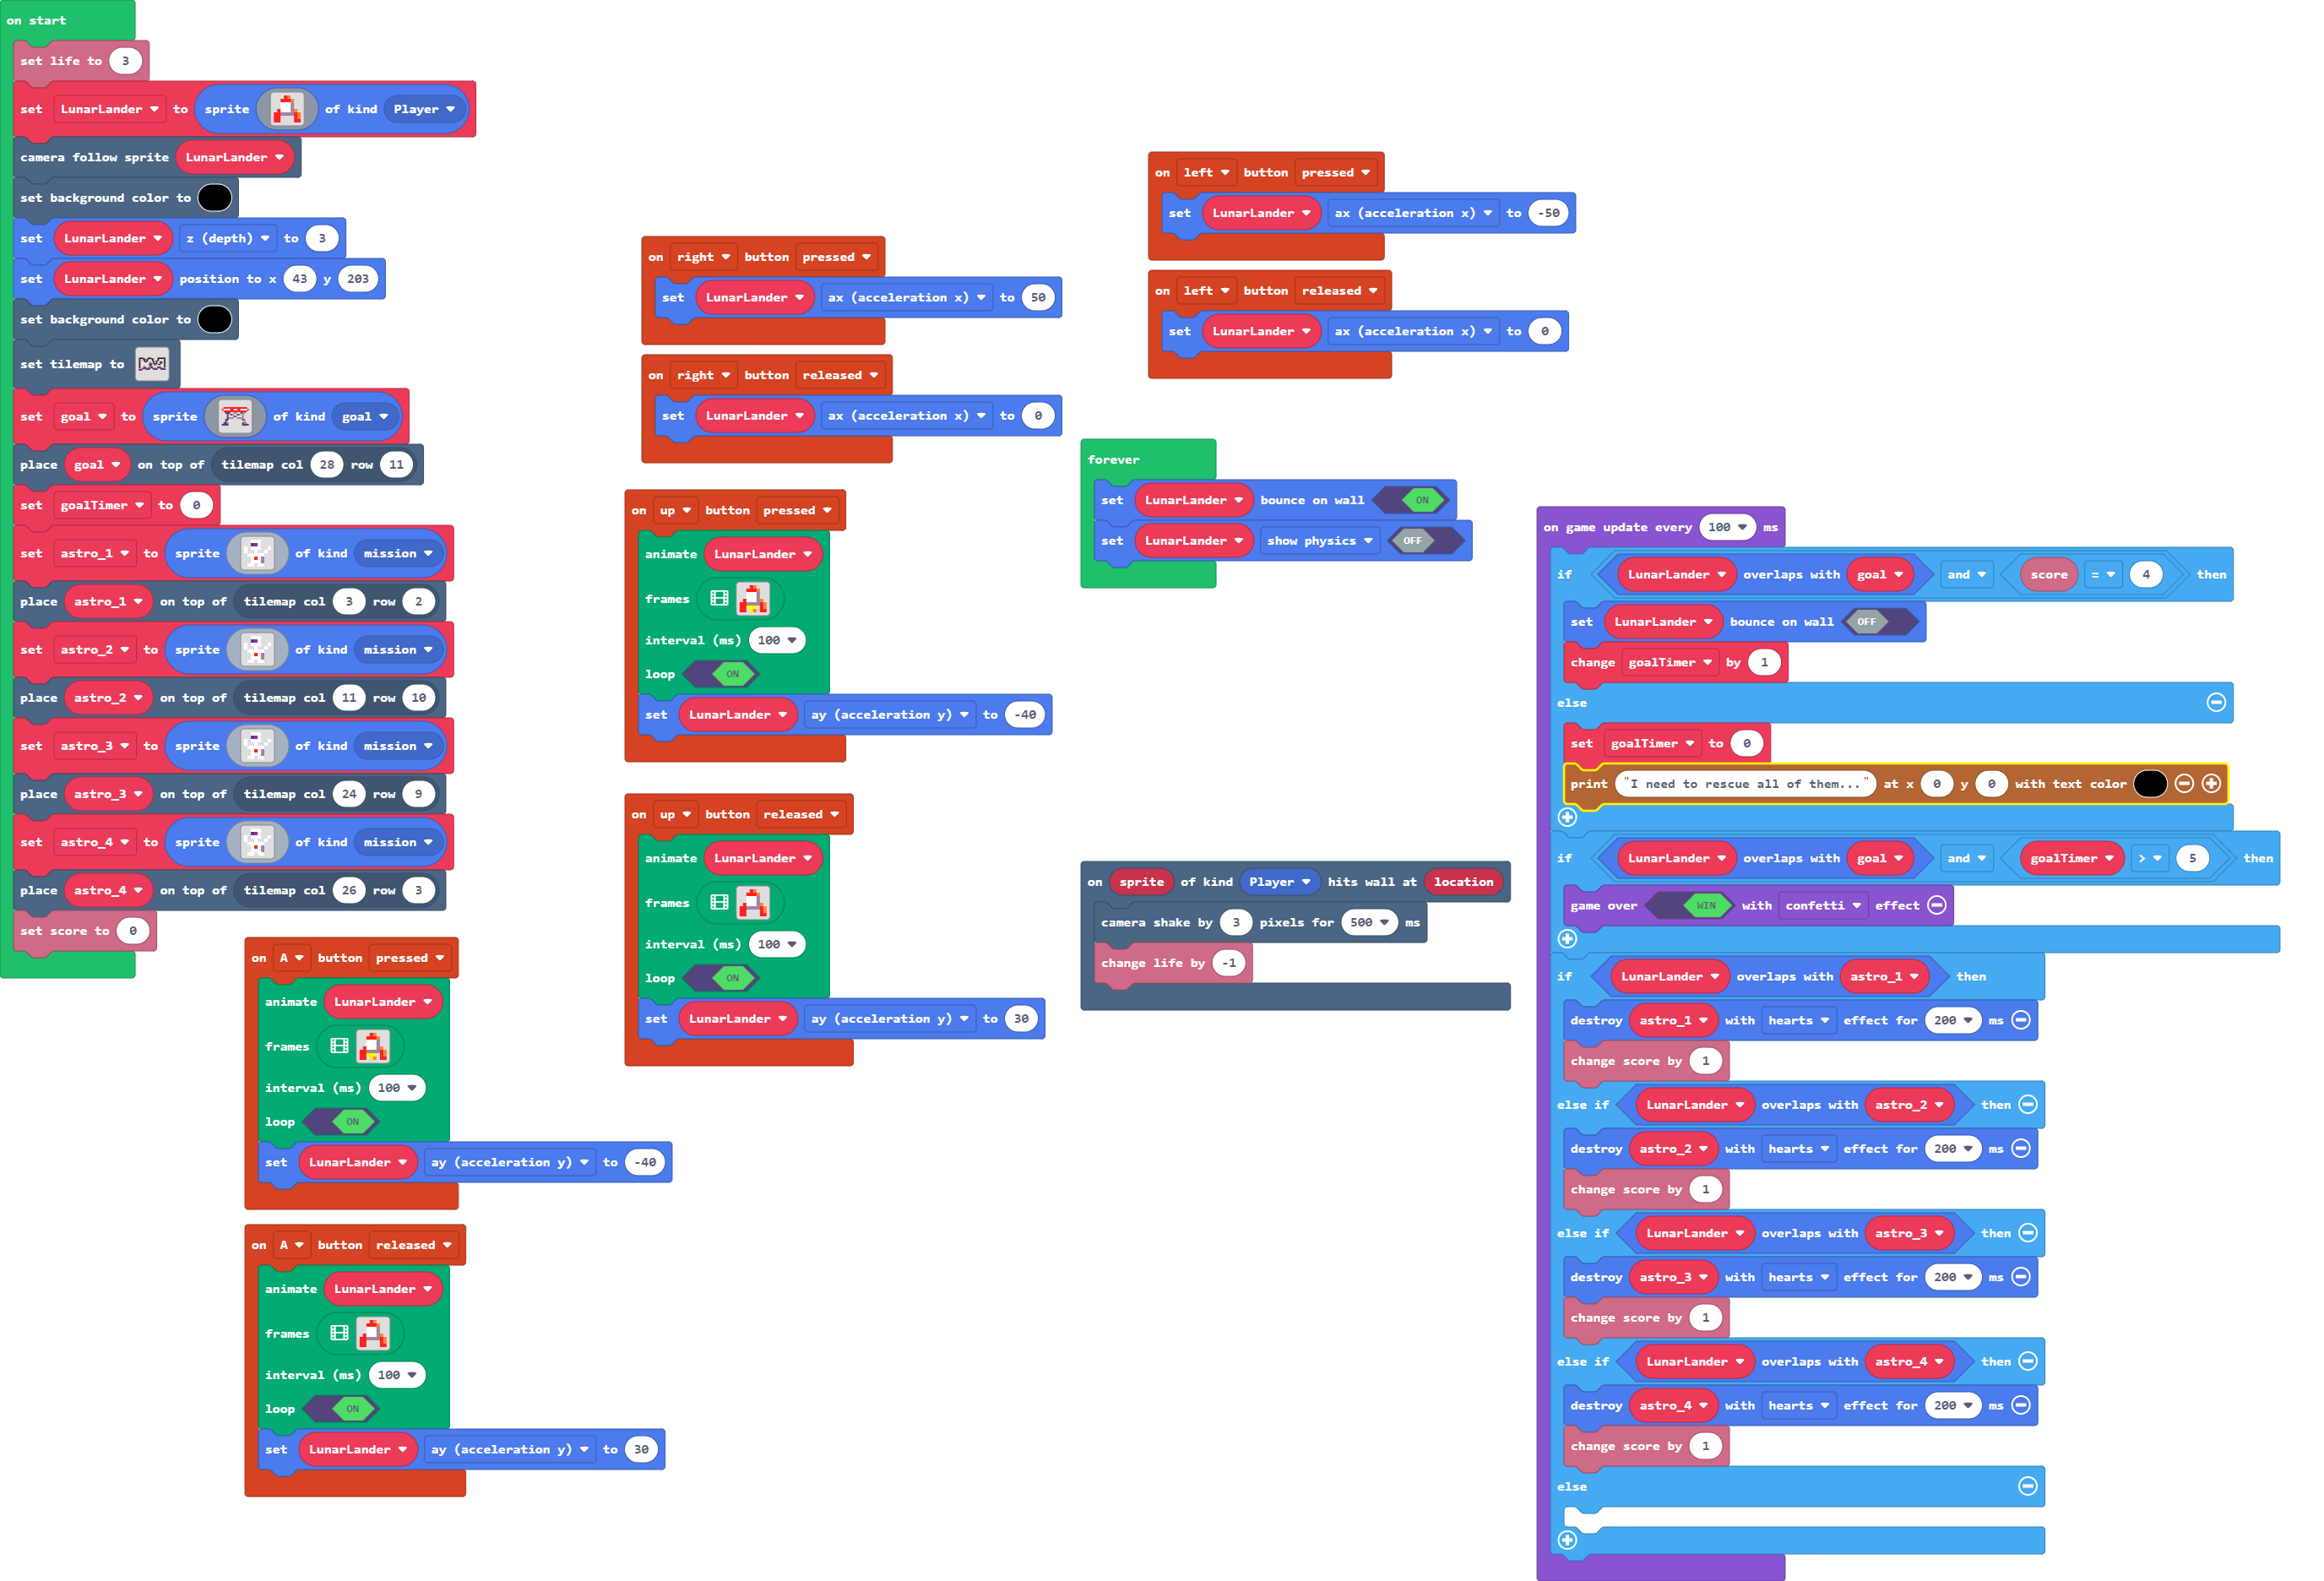 on start
set life to 3
set LunarLander to sprite of kind Player
camera follow sprite LunarLander
set background color to
set LunarLander z (depth) to 3
set LunarLander position to x 43 y 203
set background color to
set tilemap to
set goal to sprite of kind goal
place goal on top of tilemap col 28 row 11
set goalTimer to 0
set astro_1 to sprite of kind mission
place astro_1 on top of tilemap col 3 row 2
set astro_2 to sprite of kind mission
place astro_2 on top of tilemap col 11 row 10
set astro_3 to sprite of kind mission
place astro_3 on top of tilemap col 24 row 9
set astro_4 to sprite of kind mission
place astro_4 on top of tilemap col 26 row 3
set score to 0
on A button pressed
animate LunarLander
frames
interval (ms) 100
loop ON
set LunarLander ay (acceleration y) to -40
on A button released
animate LunarLander
frames
interval (ms) 100
loop ON
set LunarLander ay (acceleration y) to 30
on right button pressed
set LunarLander ax (acceleration x) to 50
on right button released
set LunarLander ax (acceleration x) to 0
on up button pressed
animate LunarLander
frames
interval (ms) 100
loop ON
set LunarLander ay (acceleration y) to -40
on up button released
animate LunarLander
frames
interval (ms) 100
loop ON
set LunarLander ay (acceleration y) to 30
on left button pressed
set LunarLander ax (acceleration x) to -50
on left button released
set LunarLander ax (acceleration x) to 0
forever
set LunarLander bounce on wall ON
set LunarLander show physics OFF
on sprite of kind Player hits wall at location
camera shake by 3 pixels for 500 ms
change life by -1
on game update every 100 ms
if LunarLander overlaps with goal and score = 4 then
set LunarLander bounce on wall OFF
change goalTimer by 1
else
set goalTimer to 0
print "I need to rescue all of them..." at x 0 y 0 with text color
if LunarLander overlaps with goal and goalTimer > 5 then
game over WIN with confetti effect
if LunarLander overlaps with astro_1 then
destroy astro_1 with hearts effect for 200 ms
change score by 1
else if LunarLander overlaps with astro_2 then
destroy astro_2 with hearts effect for 200 ms
change score by 1
else if LunarLander overlaps with astro_3 then
destroy astro_3 with hearts effect for 200 ms
change score by 1
else if LunarLander overlaps with astro_4 then
destroy astro_4 with hearts effect for 200 ms
change score by 1
else